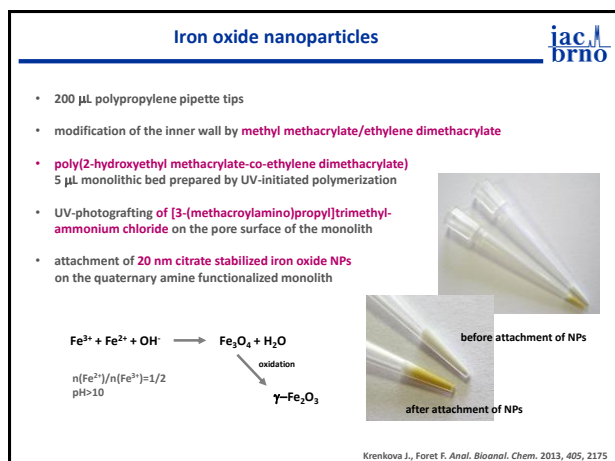 Iron oxide nanoparticles
iac
brno
• 200 µL polypropylene pipette tips
• modification of the inner wall by methyl methacrylate/ethylene dimethacrylate
• poly(2-hydroxyethyl methacrylate-co-ethylene dimethacrylate)
5 µL monolithic bed prepared by UV-initiated polymerization
• UV-photografting of [3-(methacroylamino)propyl]trimethyl-
ammonium chloride on the pore surface of the monolith
• attachment of 20 nm citrate stabilized iron oxide NPs
on the quaternary amine functionalized monolith
before attachment of NPs
Fe³⁺ + Fe²⁺ + OH⁻ → Fe₃O₄ + H₂O
oxidation
n(Fe²⁺)/n(Fe³⁺)=1/2
pH>10
γ–Fe₂O₃
after attachment of NPs
Krenkova J., Foret F. Anal. Bioanal. Chem. 2013, 405, 2175